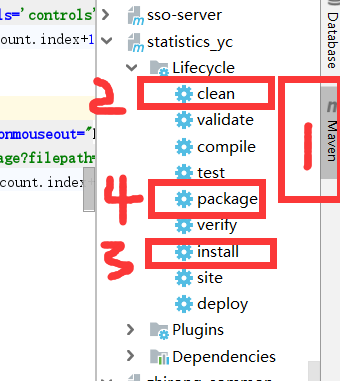 ls='controls'
count.index+1
onmouseout="
age?filepath=
count.index
sso-server
statistics_yc
Lifecycle
2
clean
validate
compile
test
4
package
verify
3
install
site
deploy
Plugins
Dependencies
Database
1
m Maven